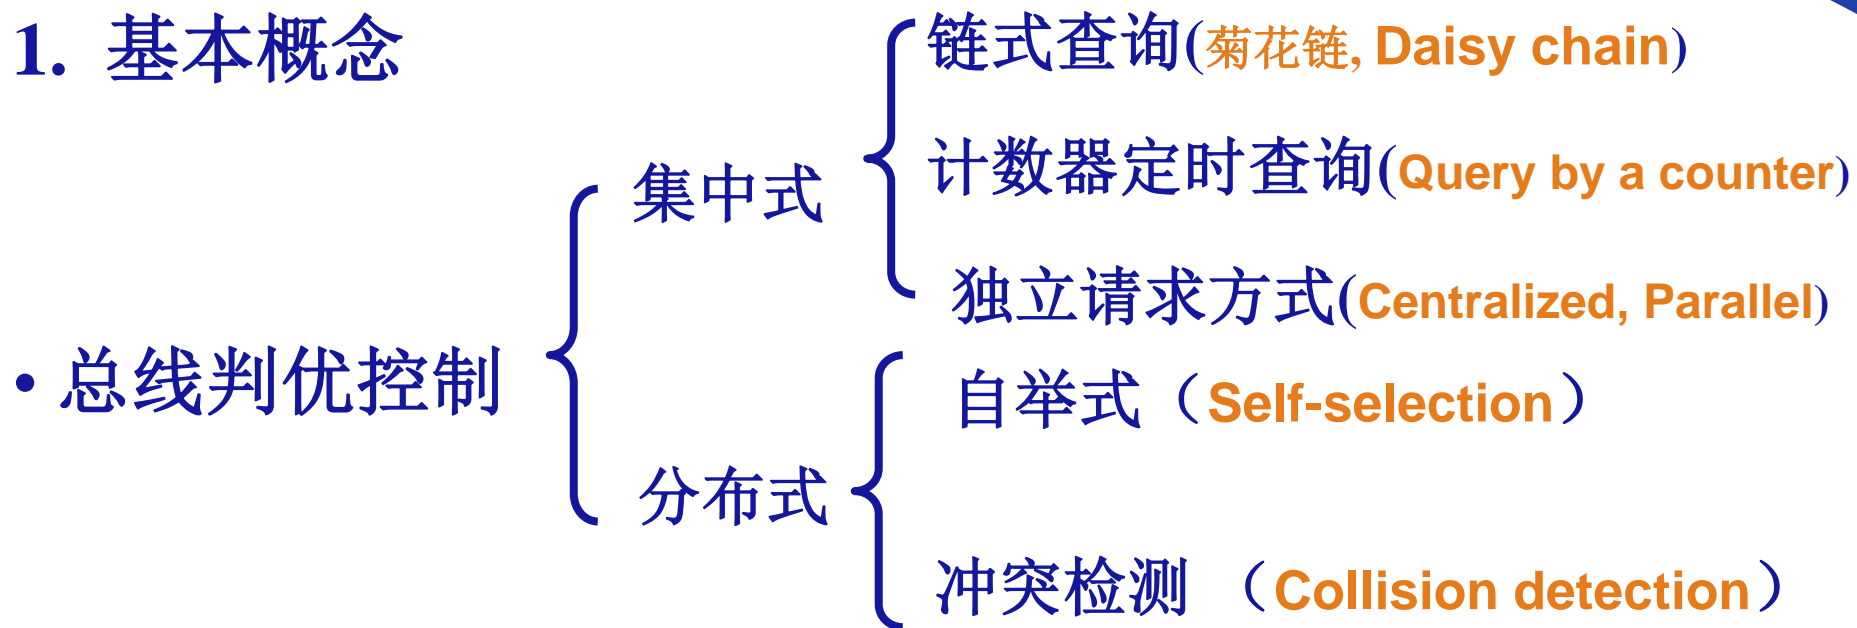 1. 基本概念
链式查询(菊花链, Daisy chain)
集中式
计数器定时查询(Query by a counter)
独立请求方式(Centralized, Parallel)
• 总线判优控制
自举式（Self-selection）
分布式
冲突检测 （Collision detection）